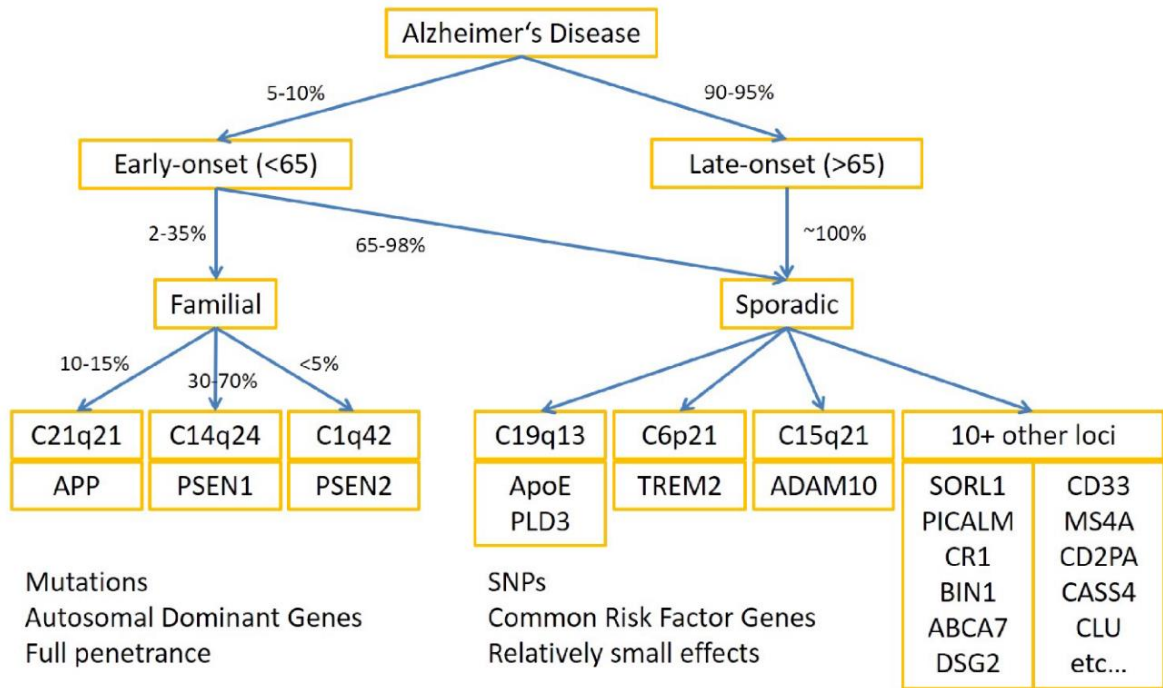 Alzheimer‘s Disease
5-10%
90-95%
Early-onset (<65)
Late-onset (>65)
2-35%
65-98%
~100%
Familial
Sporadic
10-15%
30-70%
<5%
C21q21
C14q24
C1q42
C19q13
C6p21
C15q21
10+ other loci
APP
PSEN1
PSEN2
ApoE
PLD3
TREM2
ADAM10
SORL1
PICALM
CR1
BIN1
ABCA7
DSG2
CD33
MS4A
CD2PA
CASS4
CLU
etc...
Mutations
Autosomal Dominant Genes
Full penetrance
SNPs
Common Risk Factor Genes
Relatively small effects